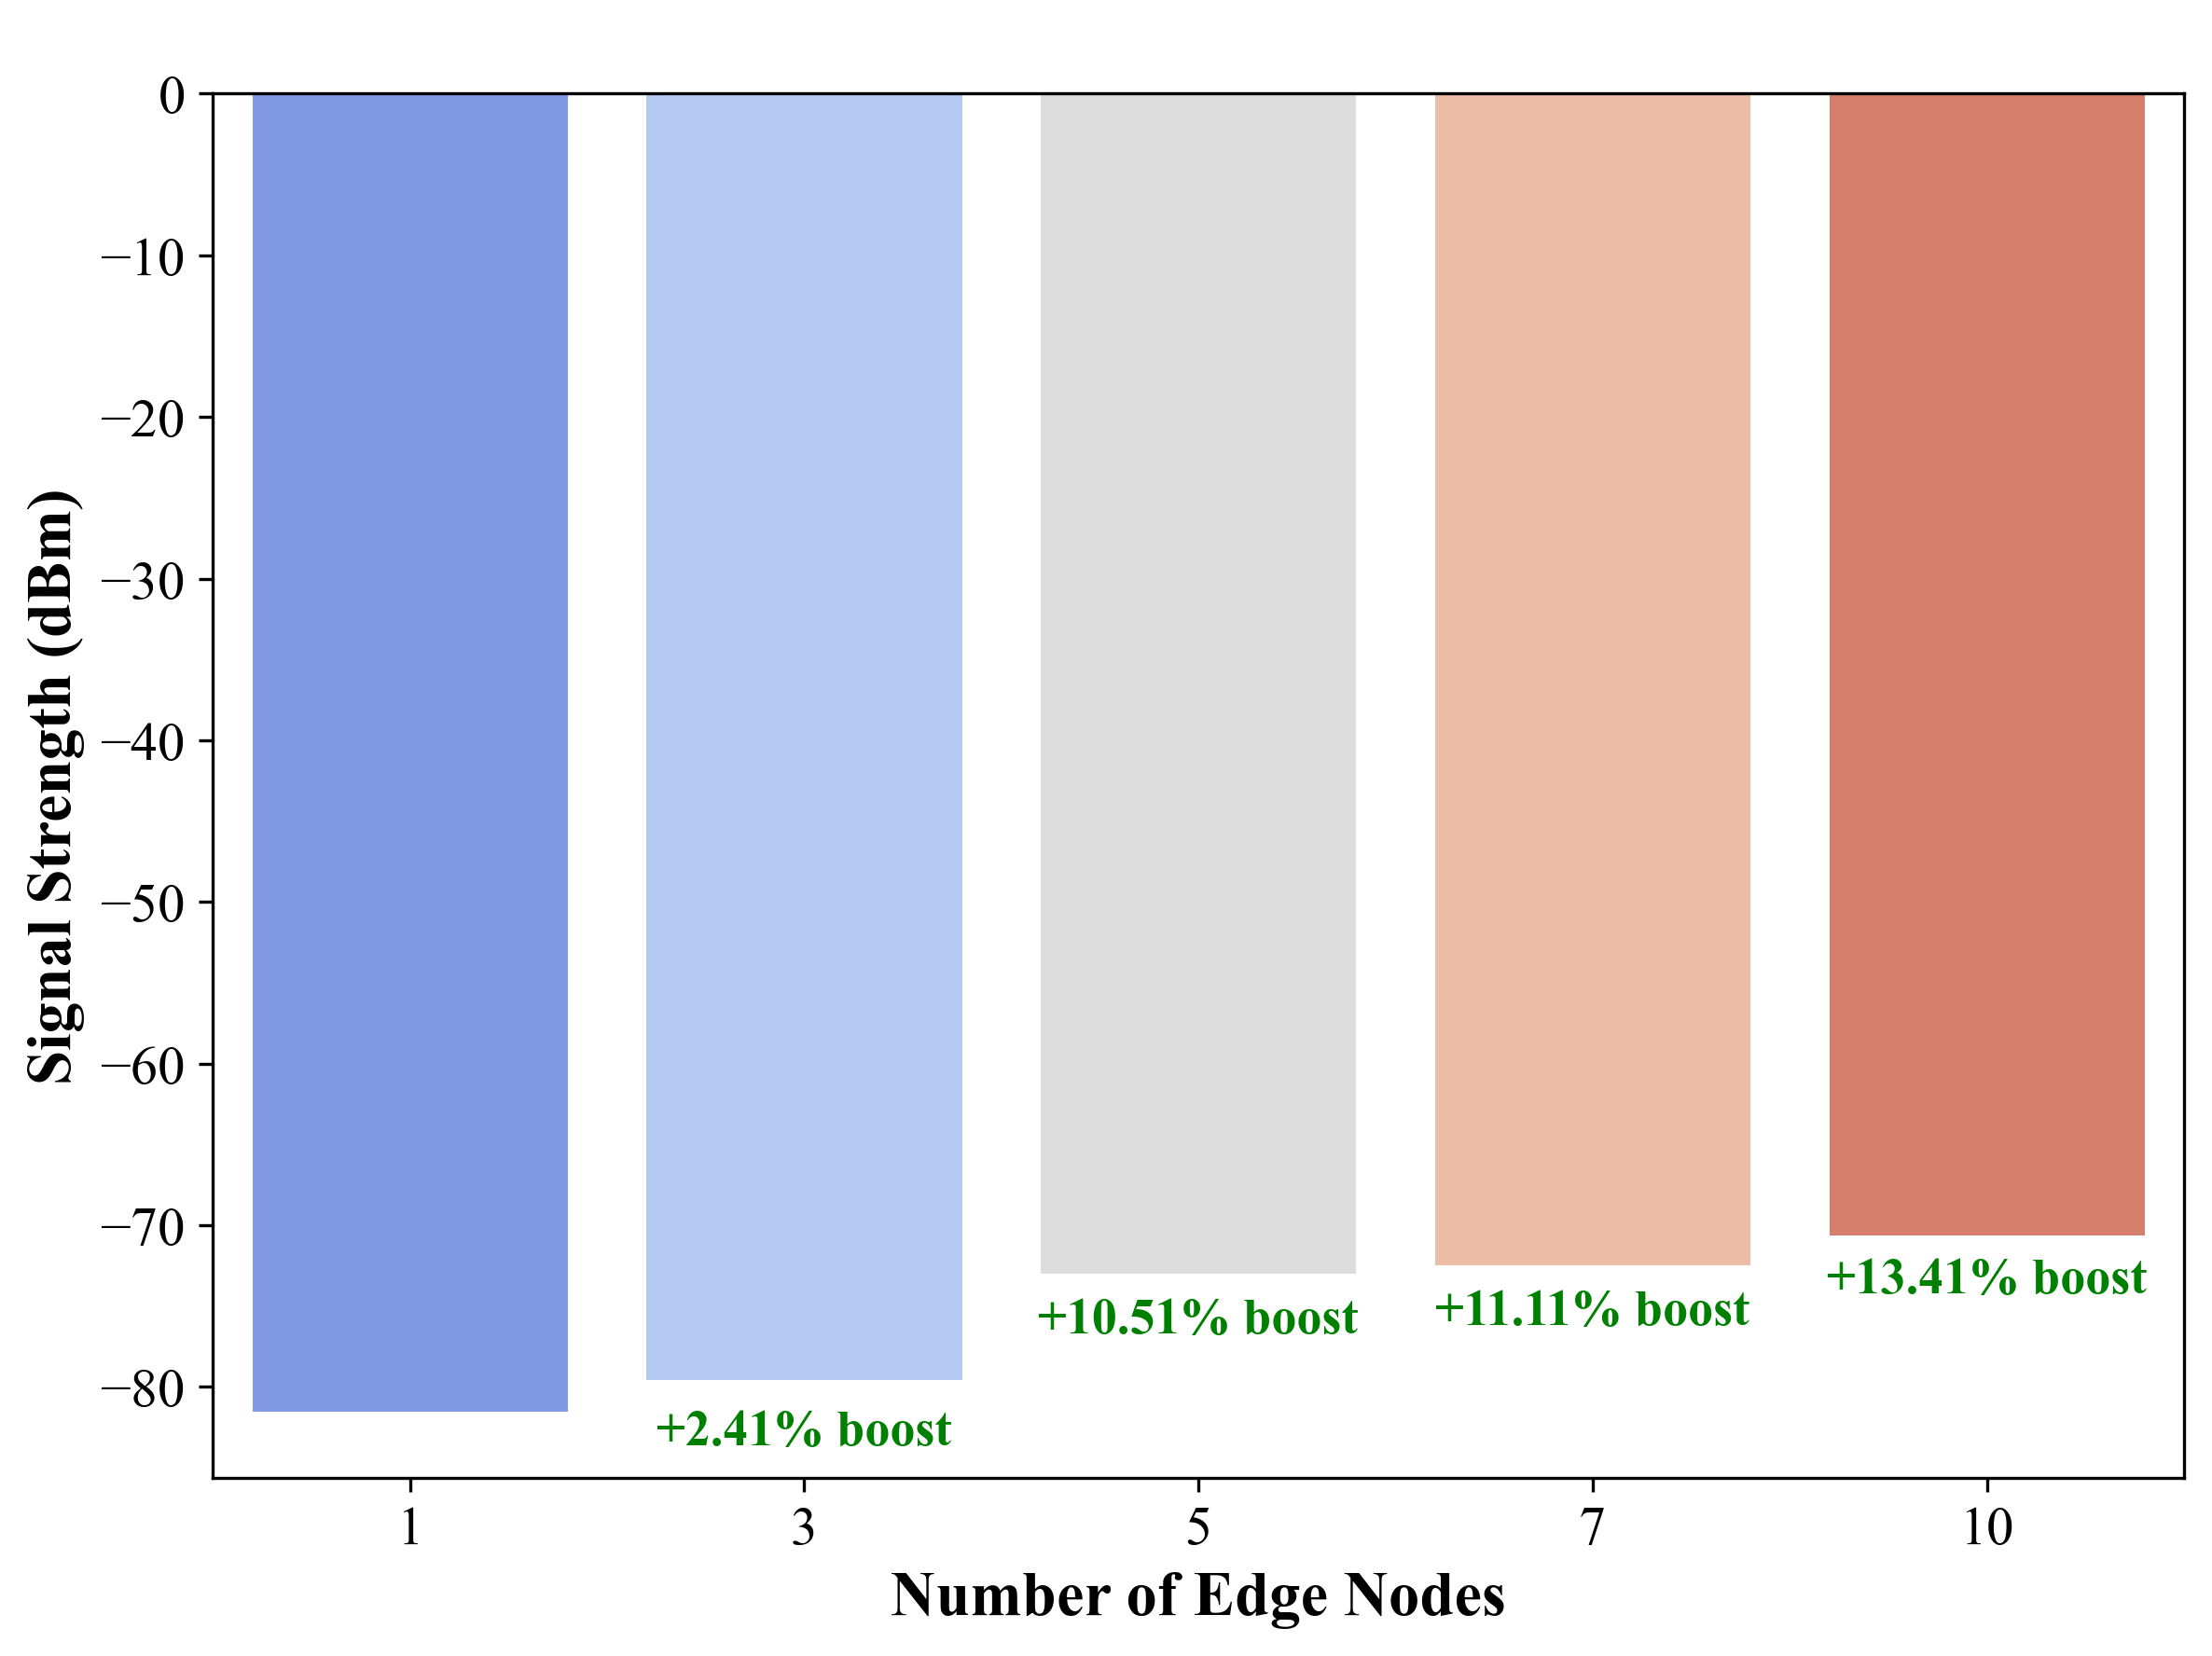 Signal Strength (dBm)
0
−10
−20
−30
−40
−50
−60
−70
−80
+2.41% boost
+10.51% boost
+11.11% boost
+13.41% boost
1 3 5 7 10
Number of Edge Nodes